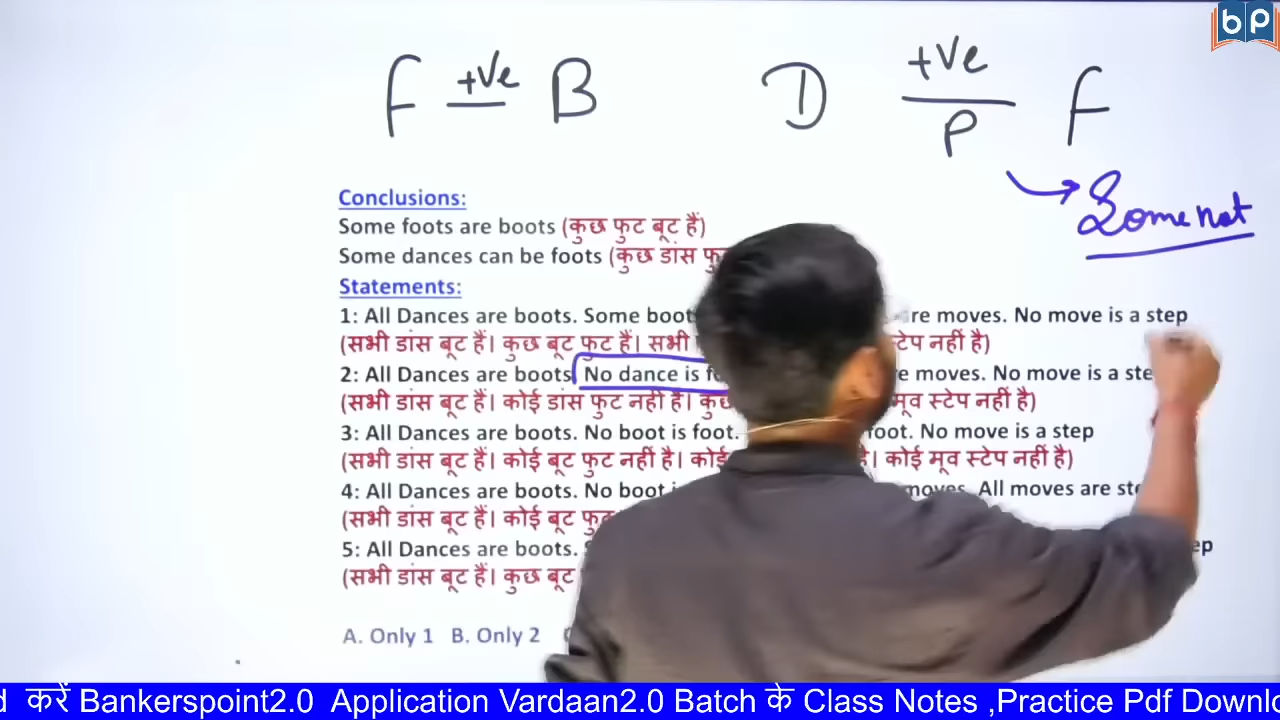 bp
F +ve B D +ve P F
Some not
Conclusions:
Some foots are boots (कुछ फुट बूट हैं)
Some dances can be foots (कुछ डांस
Statements:
1: All Dances are boots. Some boot re moves. No move is a step
(सभी डांस बूट हैं। कुछ बूट फुट हैं। सभी स्टेप नहीं है)
2: All Dances are boots No dance is re moves. No move is a ste
(सभी डांस बूट हैं। कोई डांस फुट नहीं है। कुछ मूव स्टेप नहीं है)
3: All Dances are boots. No boot is foot. foot. No move is a step
(सभी डांस बूट हैं। कोई बूट फुट नहीं है। कोई है। कोई मूव स्टेप नहीं है)
4: All Dances are boots. No boot moves. All moves are ste
(सभी डांस बूट हैं। कोई बूट
5: All Dances are boots. ep
(सभी डांस बूट हैं। कुछ बूट
A. Only 1 B. Only 2
d करें Bankerspoint2.0 Application Vardaan2.0 Batch के Class Notes ,Practice Pdf Downlo